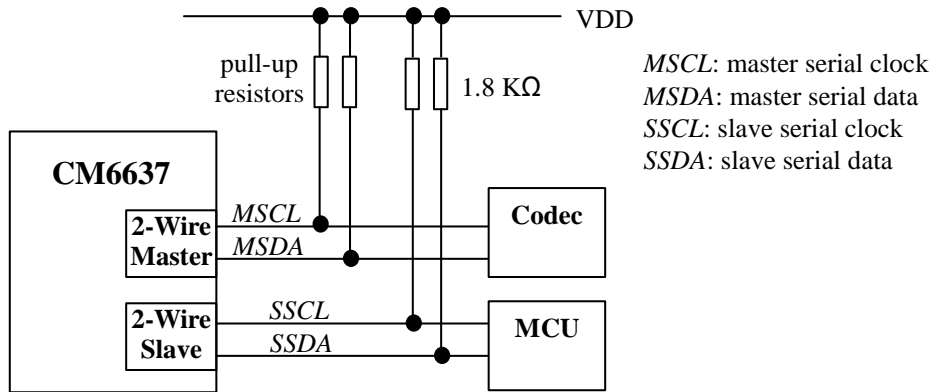 VDD
pull-up
resistors
1.8 KΩ
MSCL: master serial clock
MSDA: master serial data
SSCL: slave serial clock
SSDA: slave serial data
CM6637
2-Wire
Master
MSCL
MSDA
Codec
2-Wire
Slave
SSCL
SSDA
MCU